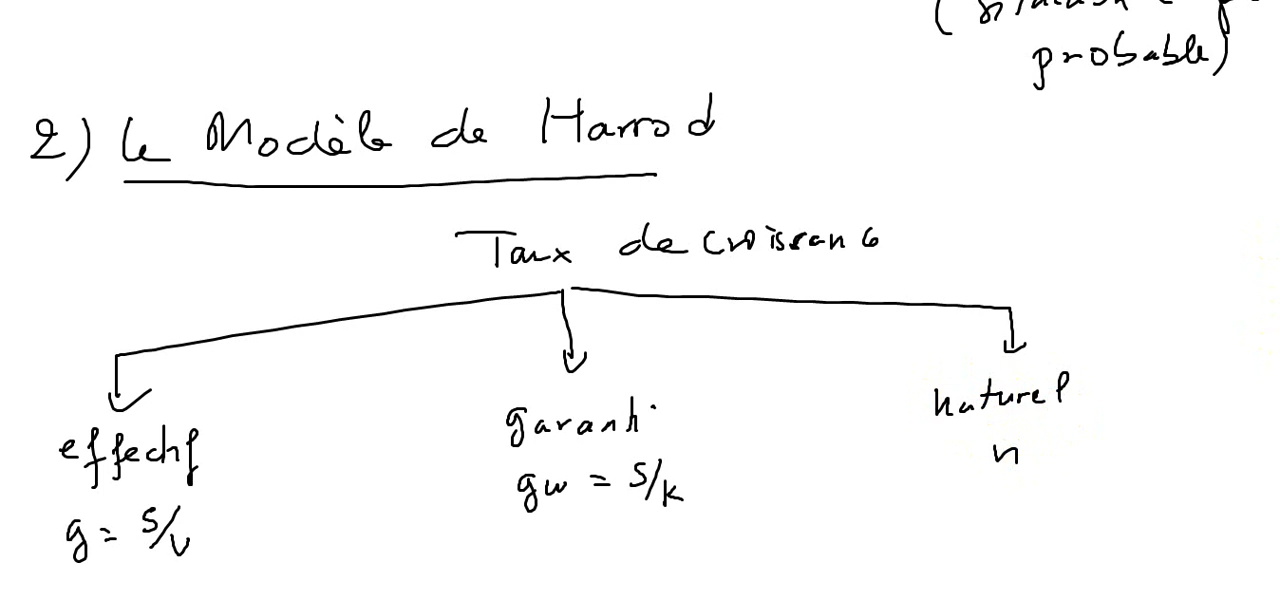 probable)
2) Le Modèle de Harrod
Taux de croissance
effectif
g = s/v
garanti
gw = s/k
naturel
n